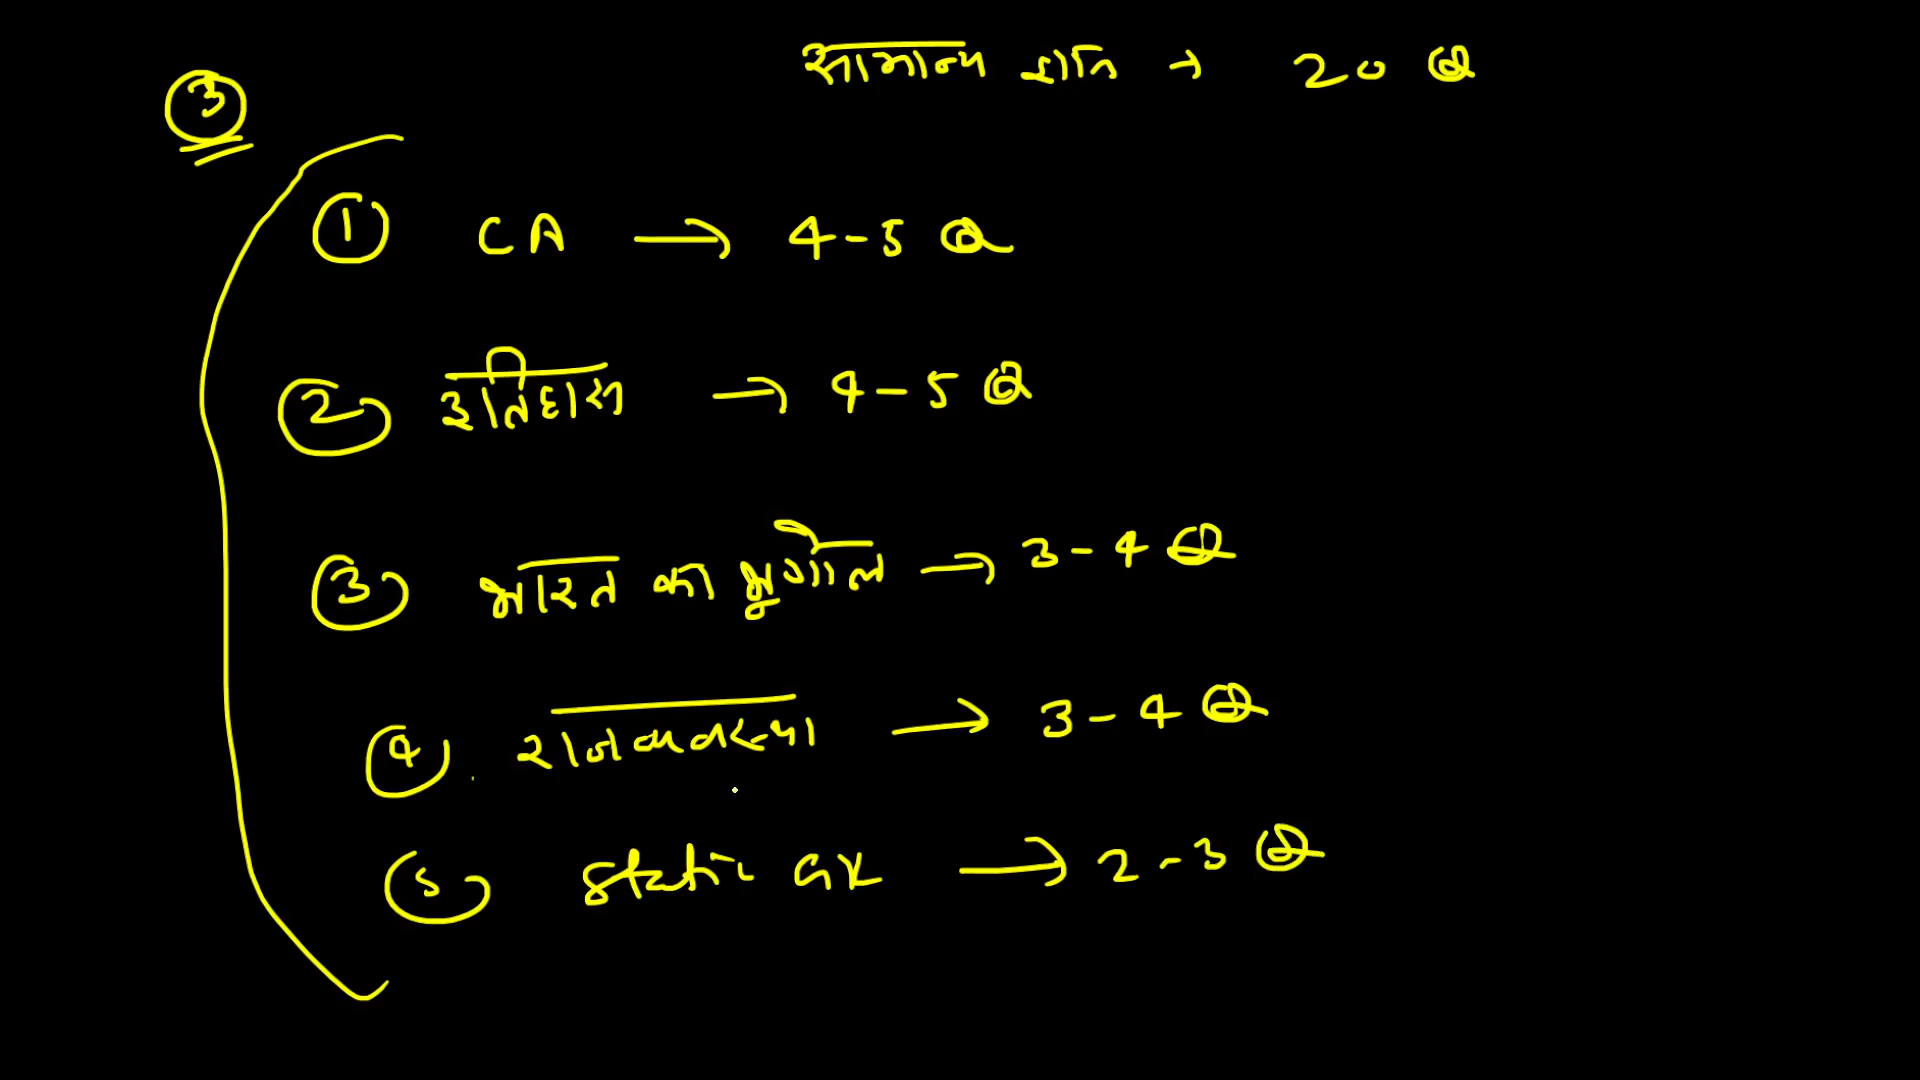 सामान्य ज्ञान → 20 Q
3
1 CA → 4-5 Q
2 इतिहास → 4-5 Q
3 भारत का भूगोल → 3-4 Q
4 राजव्यवस्था → 3-4 Q
5 Static GK → 2-3 Q